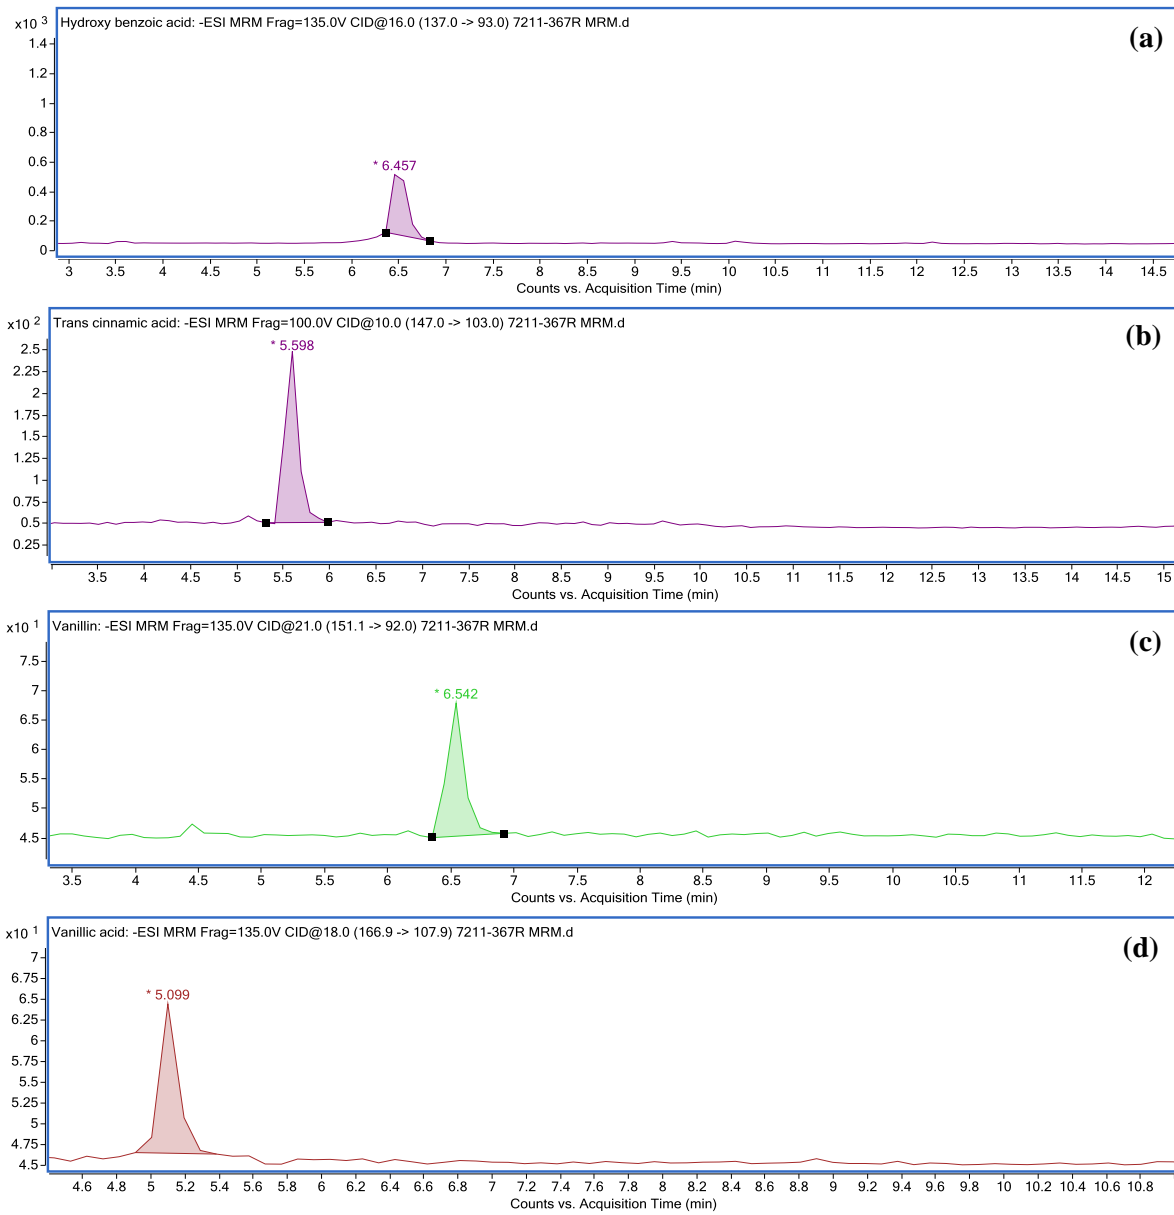 x10 3
Hydroxy benzoic acid: -ESI MRM Frag=135.0V CID@16.0 (137.0 -> 93.0) 7211-367R MRM.d
(a)
1.4
1.2
1
0.8
0.6
0.4
0.2
0
* 6.457
3 3.5 4 4.5 5 5.5 6 6.5 7 7.5 8 8.5 9 9.5 10 10.5 11 11.5 12 12.5 13 13.5 14 14.5
Counts vs. Acquisition Time (min)
x10 2
Trans cinnamic acid: -ESI MRM Frag=100.0V CID@10.0 (147.0 -> 103.0) 7211-367R MRM.d
(b)
2.5
2.25
2
1.75
1.5
1.25
1
0.75
0.5
0.25
* 5.598
3.5 4 4.5 5 5.5 6 6.5 7 7.5 8 8.5 9 9.5 10 10.5 11 11.5 12 12.5 13 13.5 14 14.5 15
Counts vs. Acquisition Time (min)
x10 1
Vanillin: -ESI MRM Frag=135.0V CID@21.0 (151.1 -> 92.0) 7211-367R MRM.d
(c)
7.5
7
6.5
6
5.5
5
4.5
* 6.542
3.5 4 4.5 5 5.5 6 6.5 7 7.5 8 8.5 9 9.5 10 10.5 11 11.5 12
Counts vs. Acquisition Time (min)
x10 1
Vanillic acid: -ESI MRM Frag=135.0V CID@18.0 (166.9 -> 107.9) 7211-367R MRM.d
(d)
7
6.75
6.5
6.25
6
5.75
5.5
5.25
5
4.75
4.5
* 5.099
4.6 4.8 5 5.2 5.4 5.6 5.8 6 6.2 6.4 6.6 6.8 7 7.2 7.4 7.6 7.8 8 8.2 8.4 8.6 8.8 9 9.2 9.4 9.6 9.8 10 10.2 10.4 10.6 10.8
Counts vs. Acquisition Time (min)